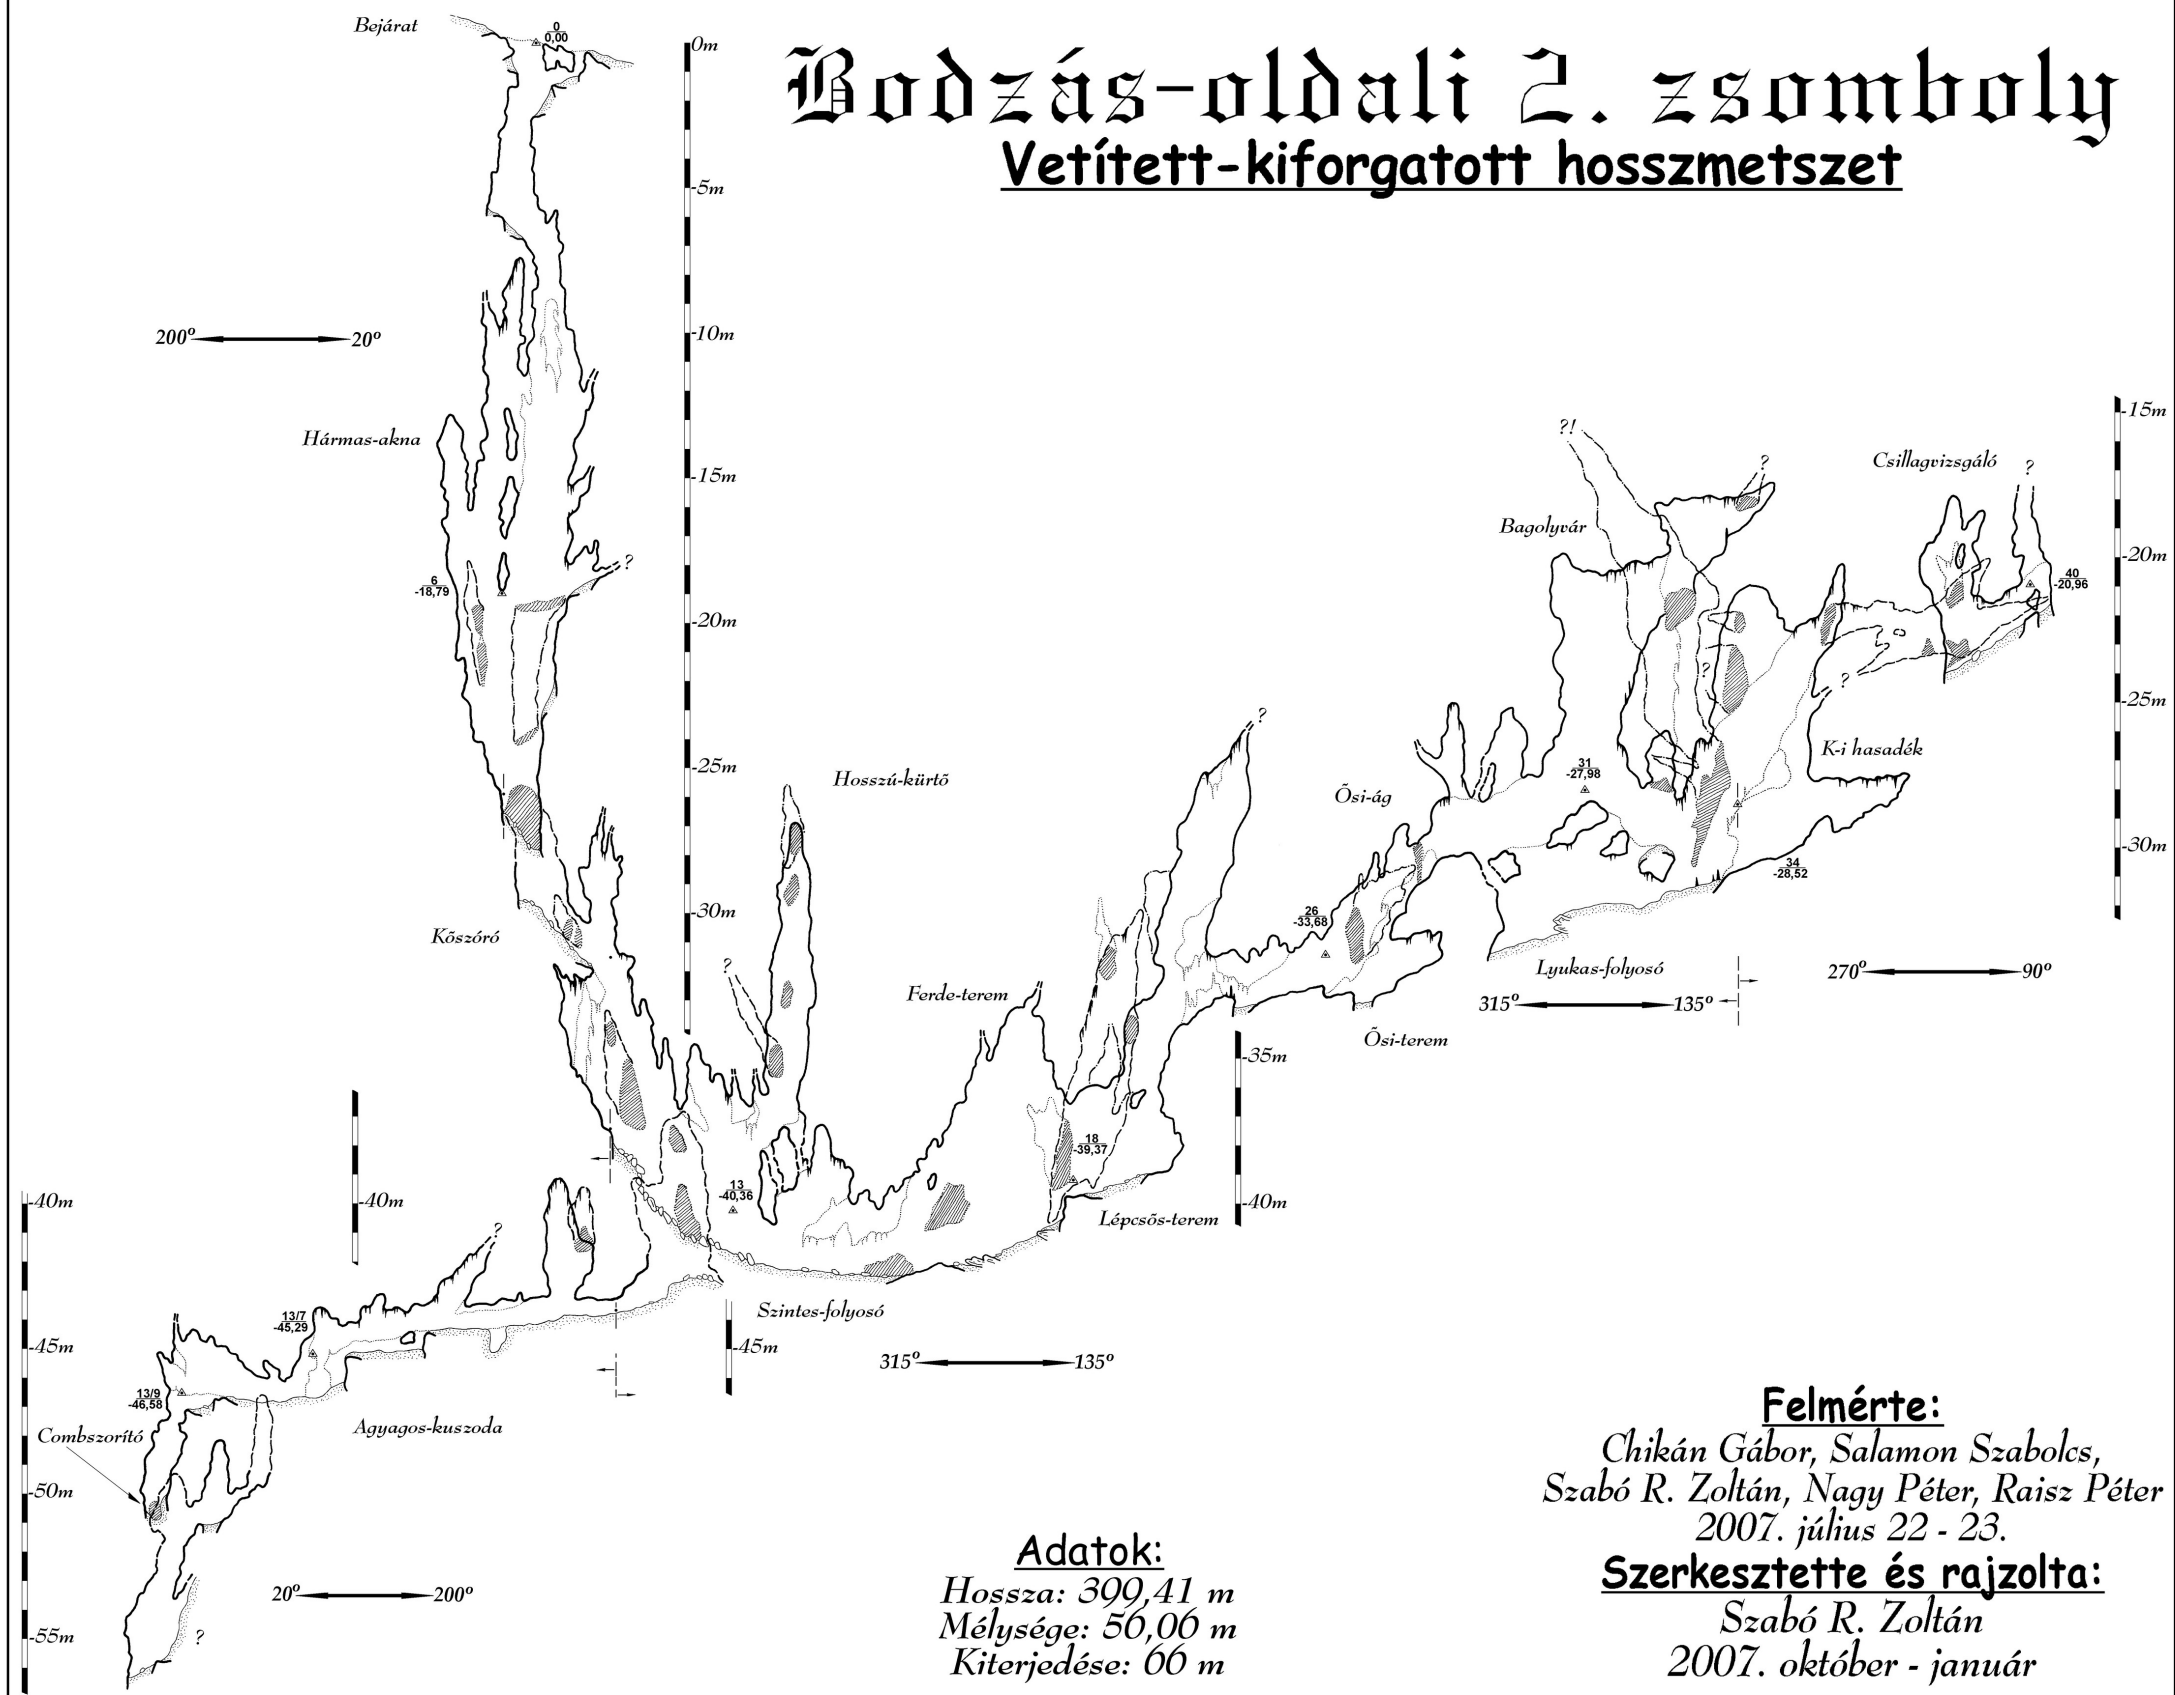 Bejárat
0
0,00
0m
Bodzás-oldali 2. zsomboly
Vetített-kiforgatott hosszmetszet
-5m
200° 20°
-10m
Hármas-akna
-15m
6
-18,79
?
-20m
-25m
Hosszú-kürtő
-30m
Kőszóró
?
?!
?
Csillagvizsgáló
?
-15m
Bagolyvár
-20m
40
-20,96
?
?
-25m
?
K-i hasadék
31
-27,98
Ősi-ág
-30m
34
-28,52
26
-33,68
Ferde-terem
Lyukas-folyosó
270° 90°
315° 135°
Ősi-terem
-35m
18
-39,37
13
-40,36
-40m
-40m
-40m
Lépcsős-terem
?
13/7
-45,29
Szintes-folyosó
-45m
-45m
315° 135°
13/9
-46,58
Combszorító
Agyagos-kuszoda
-50m
20° 200°
-55m
?
Adatok:
Hossza: 399,41 m
Mélysége: 56,06 m
Kiterjedése: 66 m
Felmérte:
Chikán Gábor, Salamon Szabolcs,
Szabó R. Zoltán, Nagy Péter, Raisz Péter
2007. július 22 - 23.
Szerkesztette és rajzolta:
Szabó R. Zoltán
2007. október - január